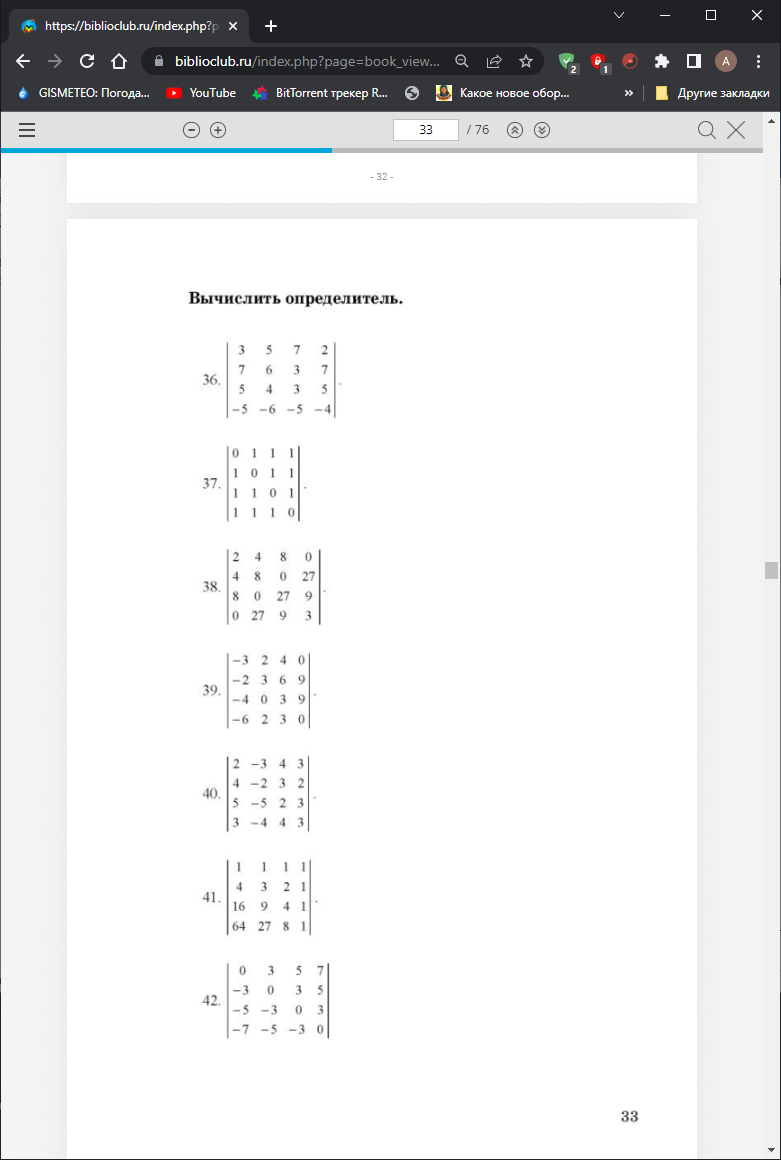 https://biblioclub.ru/index.php?p
biblioclub.ru/index.php?page=book_view...
2
1
A
GISMETEO: Погода...
YouTube
BitTorrent трекер R...
Какое новое обор...
»
Другие закладки
33 / 76
- 32 -
Вычислить определитель.
3 5 7 2
7 6 3 7
36.
5 4 3 5
−5 −6 −5 −4
0 1 1 1
1 0 1 1
37.
1 1 0 1
1 1 1 0
2 4 8 0
4 8 0 27
38.
8 0 27 9
0 27 9 3
−3 2 4 0
−2 3 6 9
39.
−4 0 3 9
−6 2 3 0
2 −3 4 3
4 −2 3 2
40.
5 −5 2 3
3 −4 4 3
1 1 1 1
4 3 2 1
41.
16 9 4 1
64 27 8 1
0 3 5 7
−3 0 3 5
42.
−5 −3 0 3
−7 −5 −3 0
33